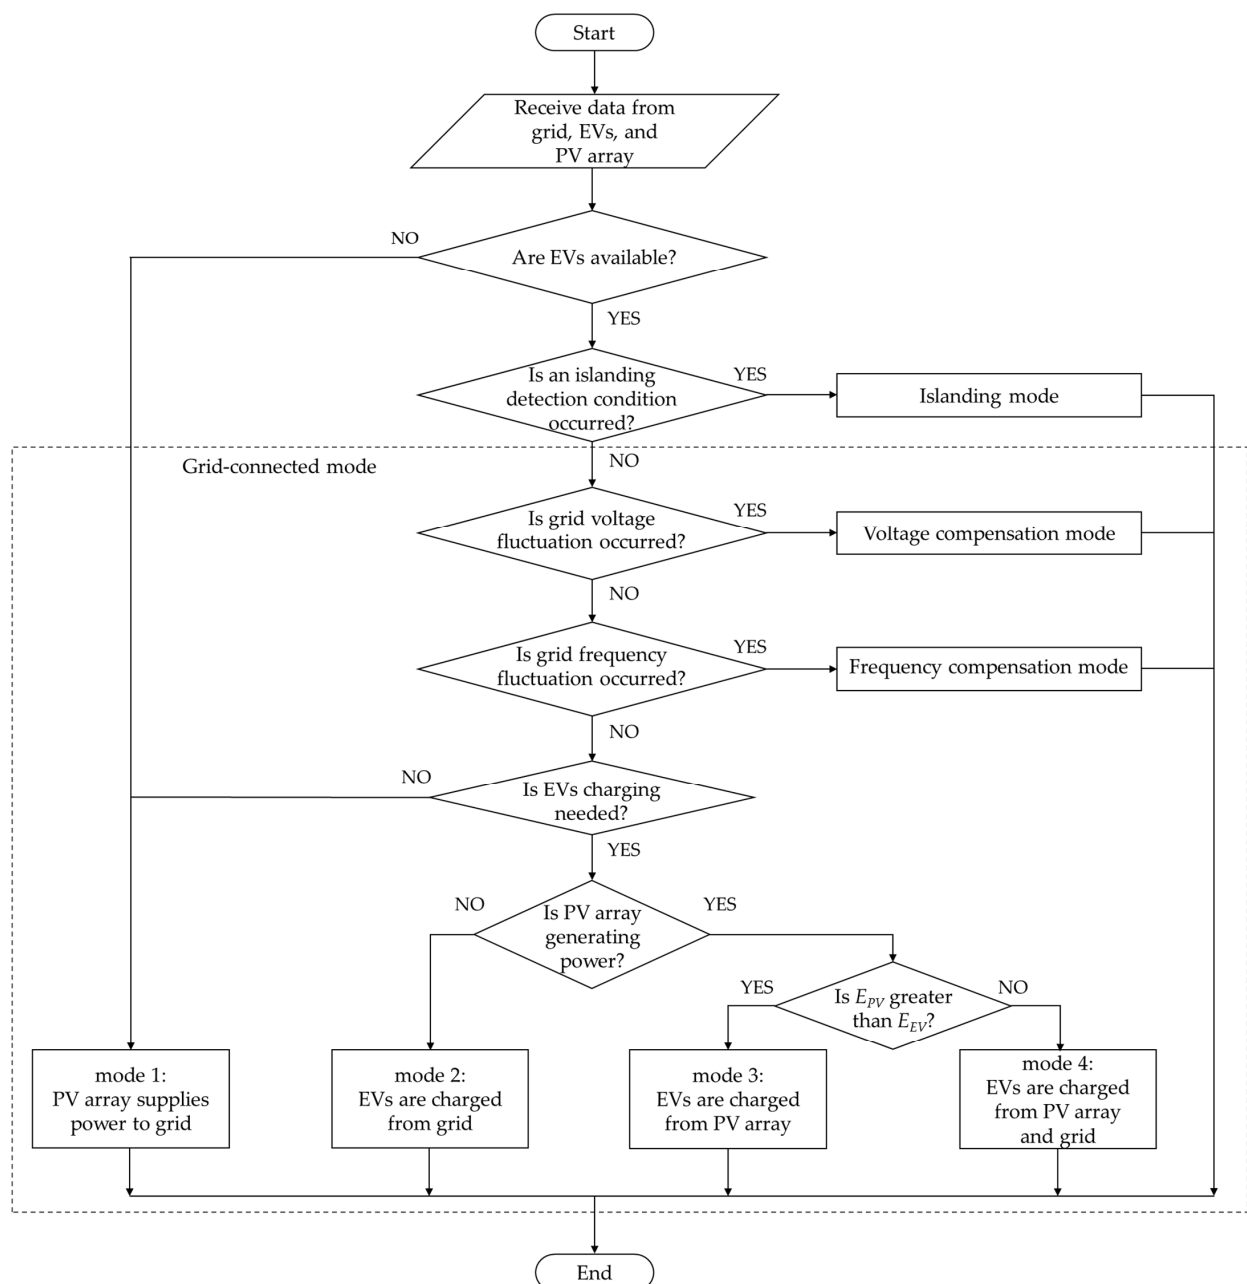 Start
Receive data from
grid, EVs, and
PV array
NO
Are EVs available?
YES
Is an islanding
detection condition
occurred?
YES
Islanding mode
Grid-connected mode
NO
Is grid voltage
fluctuation occurred?
YES
Voltage compensation mode
NO
Is grid frequency
fluctuation occurred?
YES
Frequency compensation mode
NO
NO
Is EVs charging
needed?
YES
NO
Is PV array
generating
power?
YES
YES
Is E_PV greater
than E_EV?
NO
mode 1:
PV array supplies
power to grid
mode 2:
EVs are charged
from grid
mode 3:
EVs are charged
from PV array
mode 4:
EVs are charged
from PV array
and grid
End